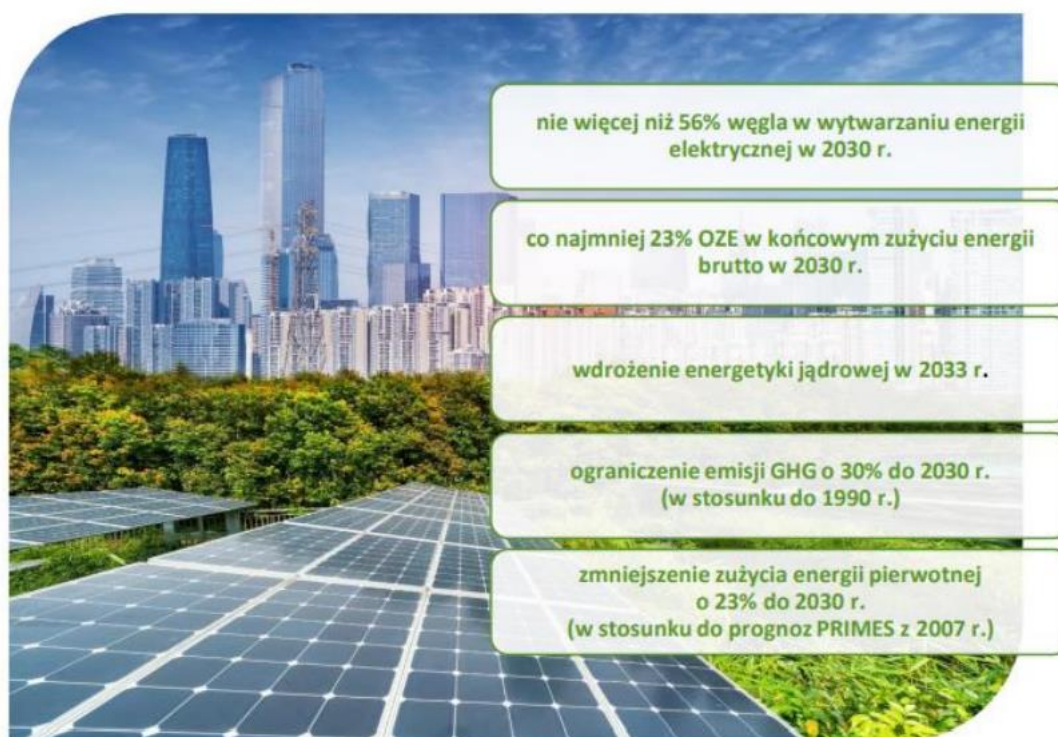 nie więcej niż 56% węgla w wytwarzaniu energii
elektrycznej w 2030 r.
co najmniej 23% OZE w końcowym zużyciu energii
brutto w 2030 r.
wdrożenie energetyki jądrowej w 2033 r.
ograniczenie emisji GHG o 30% do 2030 r.
(w stosunku do 1990 r.)
zmniejszenie zużycia energii pierwotnej
o 23% do 2030 r.
(w stosunku do prognoz PRIMES z 2007 r.)